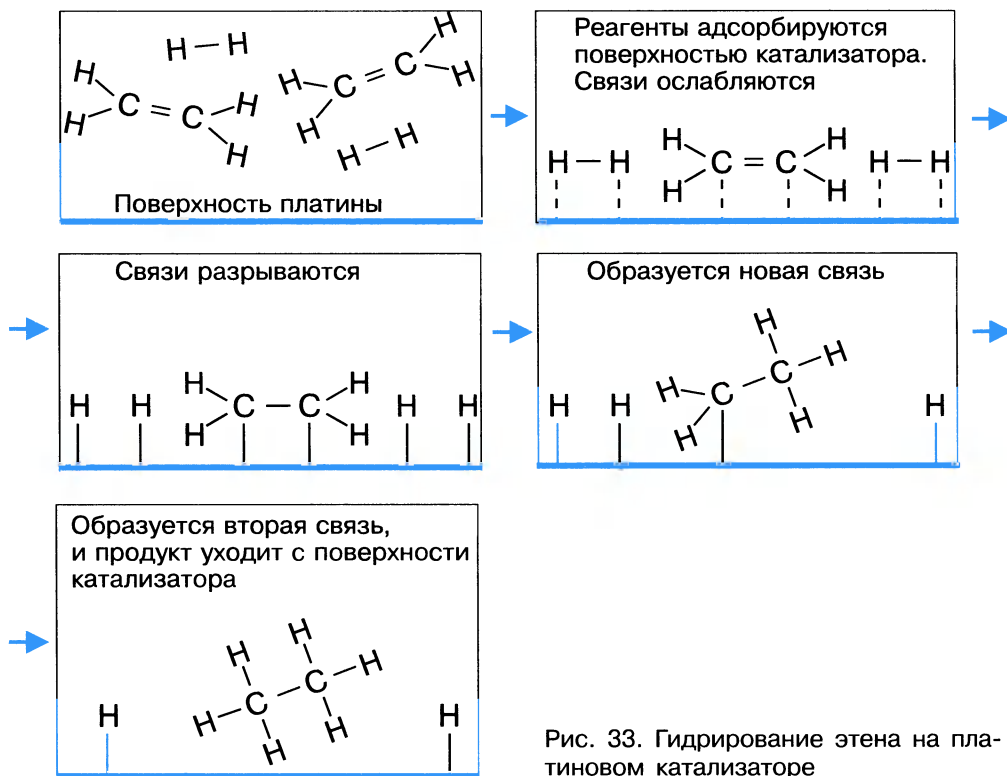 H—H
H
H
C=C
H
H
H
H
C=C
H
H
H—H
Поверхность платины
Реагенты адсорбируются
поверхностью катализатора.
Связи ослабляются
H—H
H
H
C=C
H
H
H—H
Связи разрываются
H
H
H
H
C—C
H
H
H
H
Образуется новая связь
H
H
H
H
C—C
H
H
H
H
Образуется вторая связь,
и продукт уходит с поверхности
катализатора
H
H
H
C—C
H
H
H
H
H
Рис. 33. Гидрирование этена на пла-
тиновом катализаторе